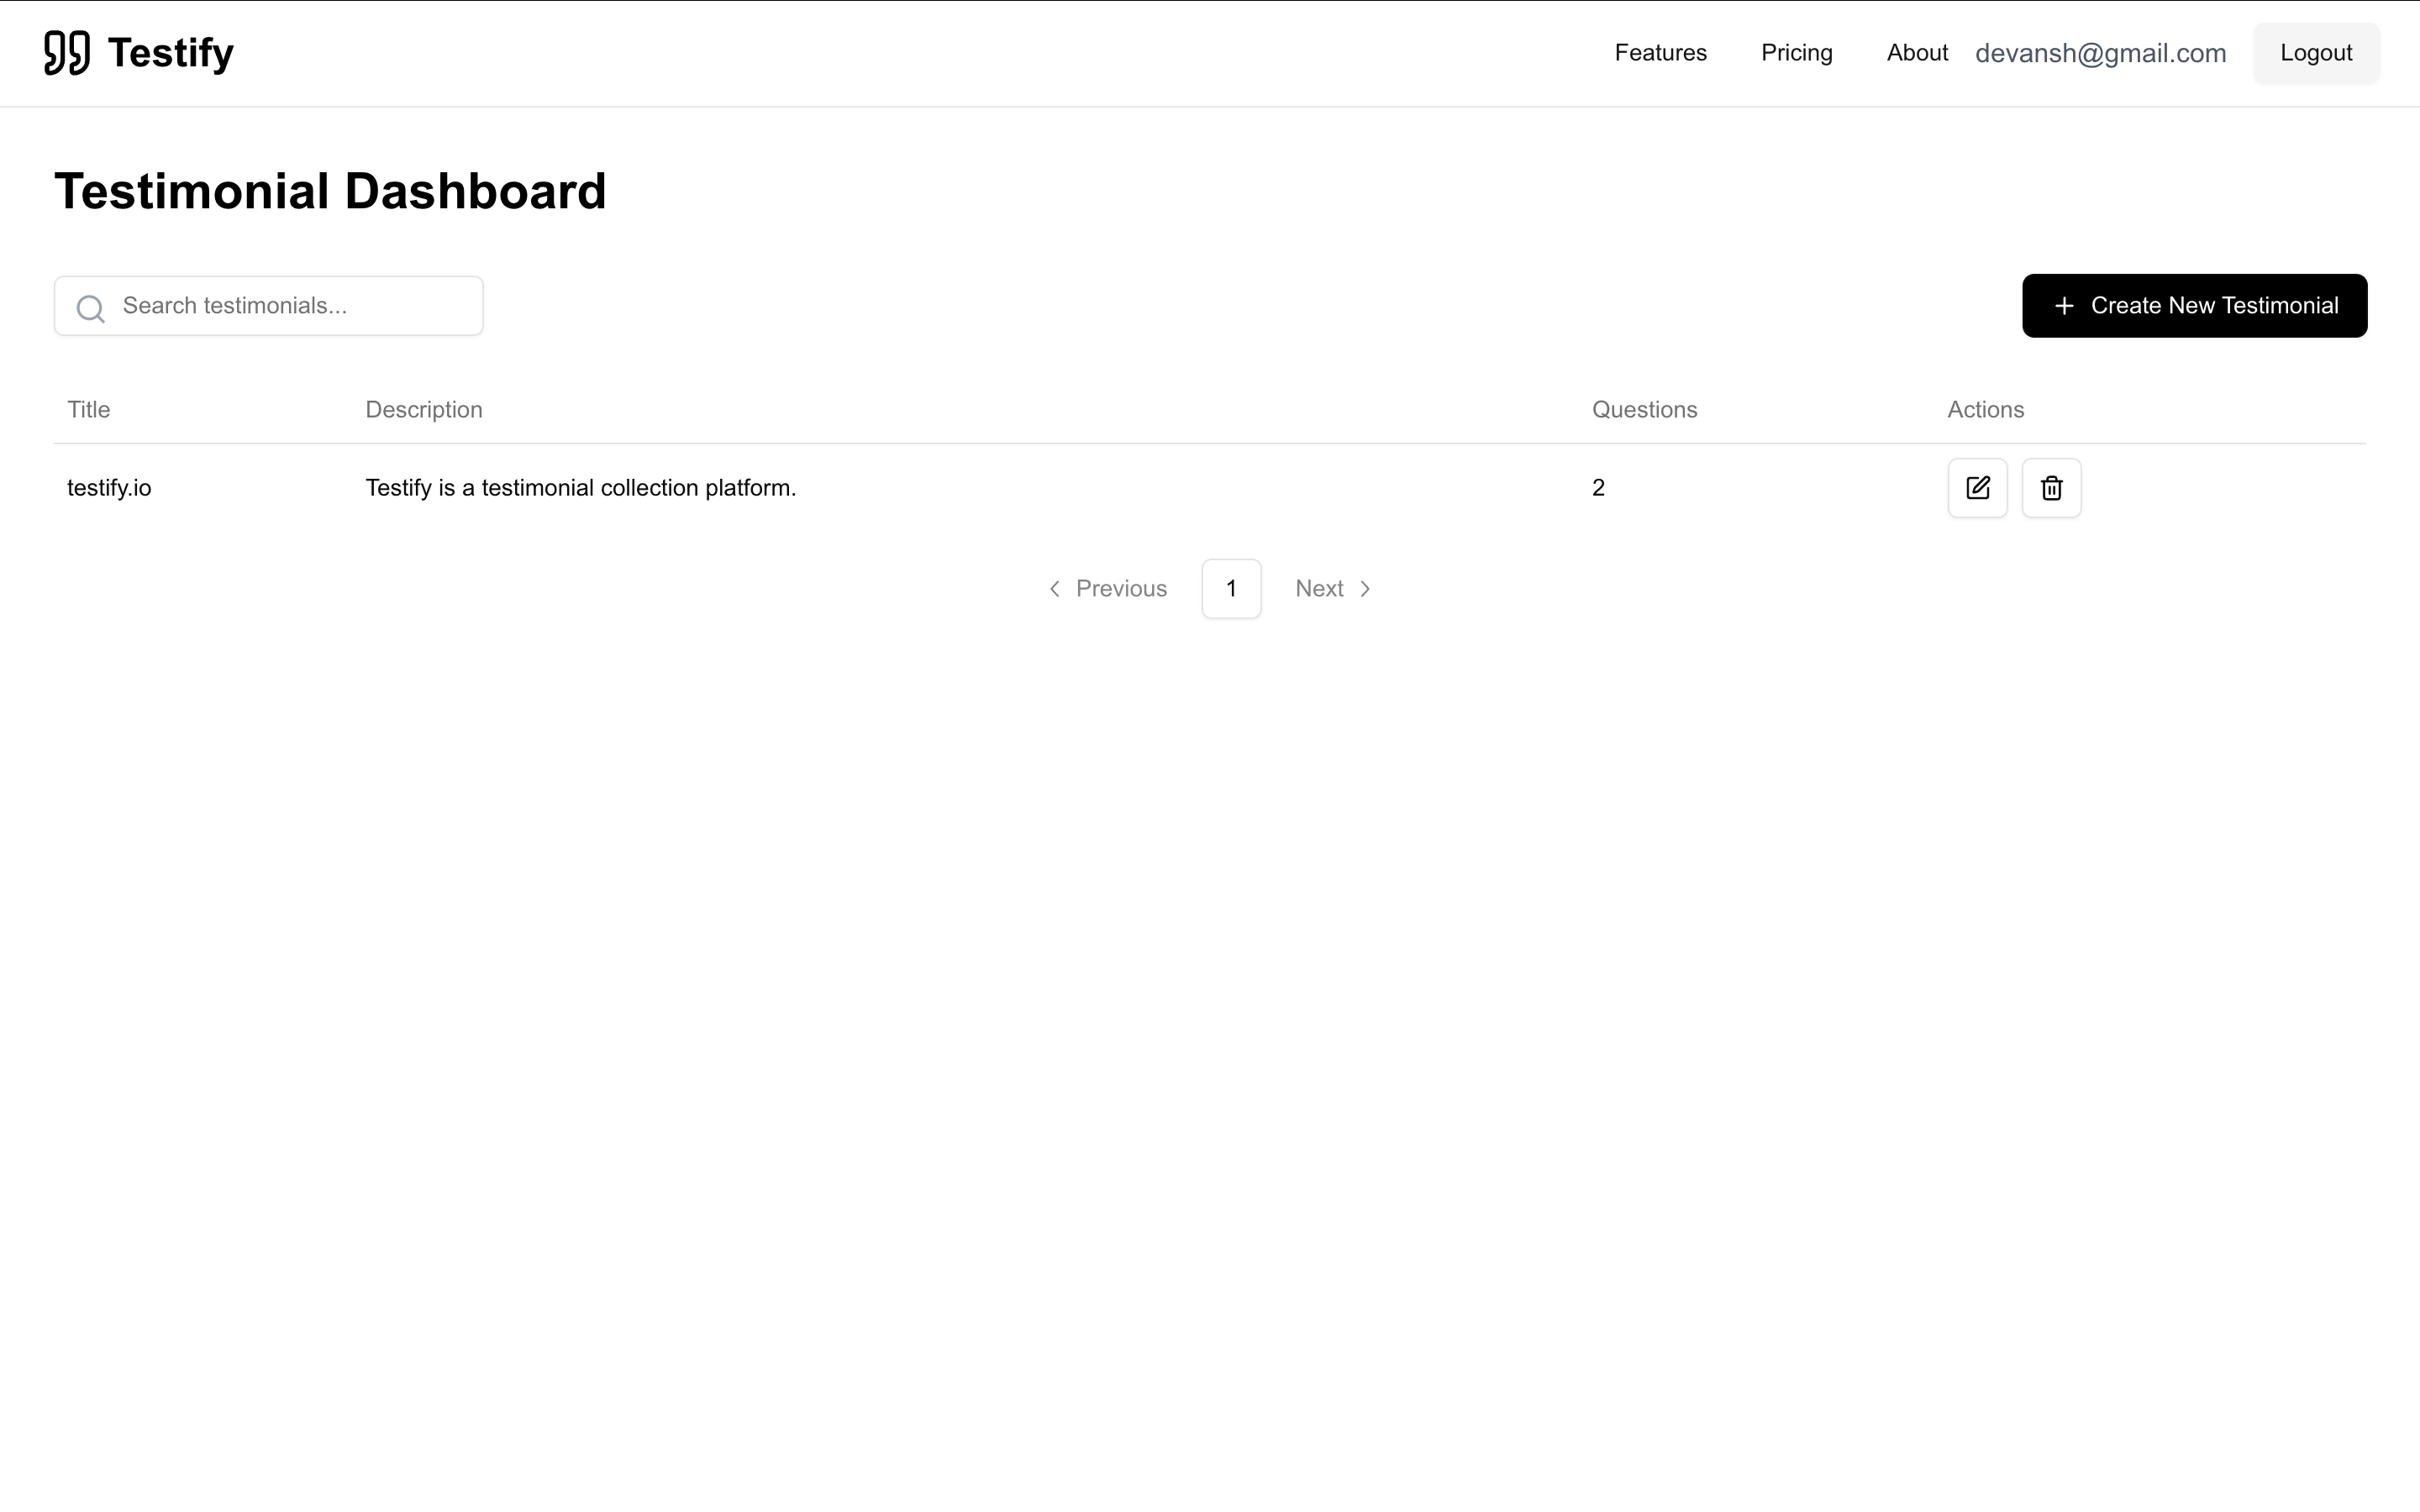 Testify
Features Pricing About devansh@gmail.com Logout
Testimonial Dashboard
Search testimonials...
Create New Testimonial
Title Description Questions Actions
testify.io Testify is a testimonial collection platform. 2
Previous 1 Next